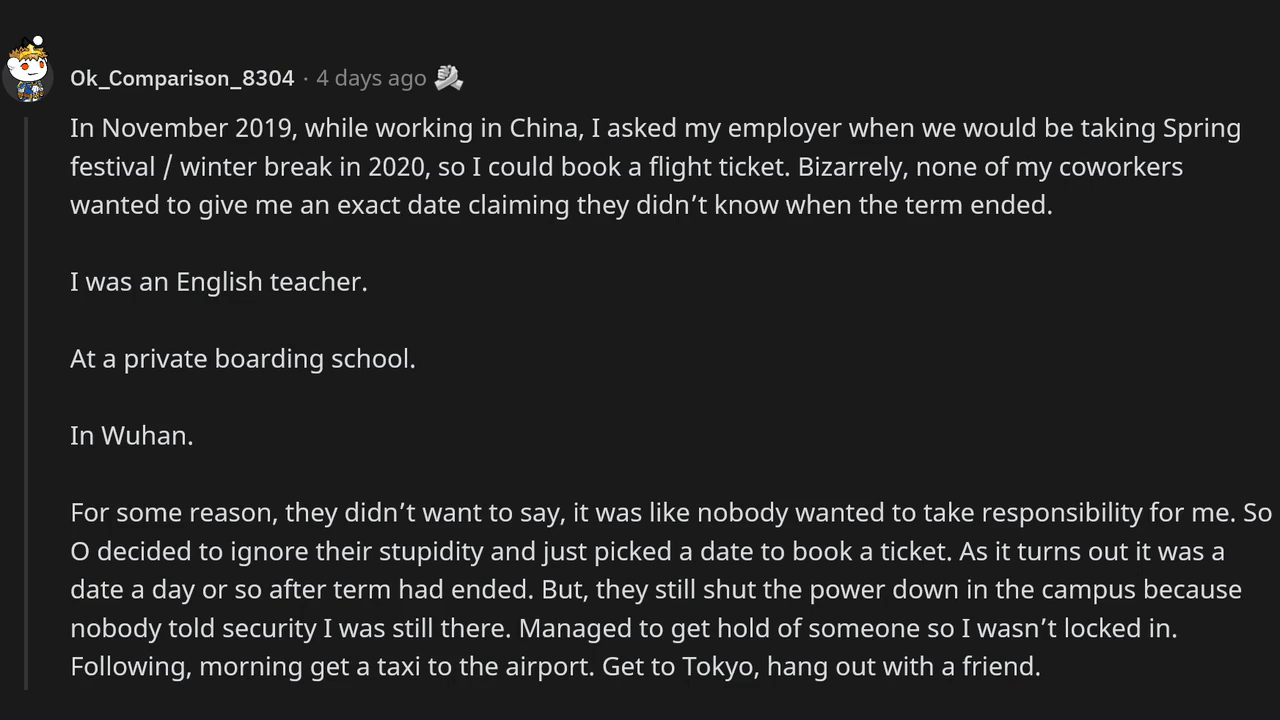 Ok_Comparison_8304 · 4 days ago
In November 2019, while working in China, I asked my employer when we would be taking Spring
festival / winter break in 2020, so I could book a flight ticket. Bizarrely, none of my coworkers
wanted to give me an exact date claiming they didn’t know when the term ended.
I was an English teacher.
At a private boarding school.
In Wuhan.
For some reason, they didn’t want to say, it was like nobody wanted to take responsibility for me. So
O decided to ignore their stupidity and just picked a date to book a ticket. As it turns out it was a
date a day or so after term had ended. But, they still shut the power down in the campus because
nobody told security I was still there. Managed to get hold of someone so I wasn’t locked in.
Following, morning get a taxi to the airport. Get to Tokyo, hang out with a friend.